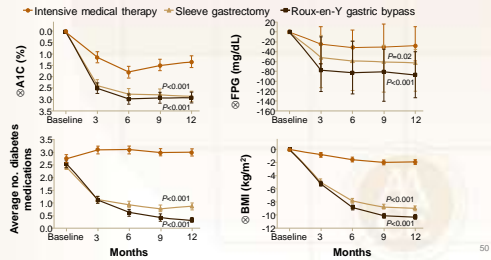 Intensive medical therapy Sleeve gastrectomy Roux-en-Y gastric bypass
⊗A1C (%)
0.0
0.5
1.0
1.5
2.0
2.5
3.0
3.5
P<0.001
P<0.001
Baseline 3 6 9 12
⊗FPG (mg/dL)
20
0
-20
-40
-60
-80
-100
-120
-140
-160
P=0.02
P<0.001
Baseline 3 6 9 12
Average no. diabetes
medications
3.5
3.0
2.5
2.0
1.5
1.0
0.5
0.0
P<0.001
P<0.001
Baseline 3 6 9 12
Months
⊗BMI (kg/m²)
0
-2
-4
-6
-8
-10
-12
P<0.001
P<0.001
Baseline 3 6 9 12
Months
50